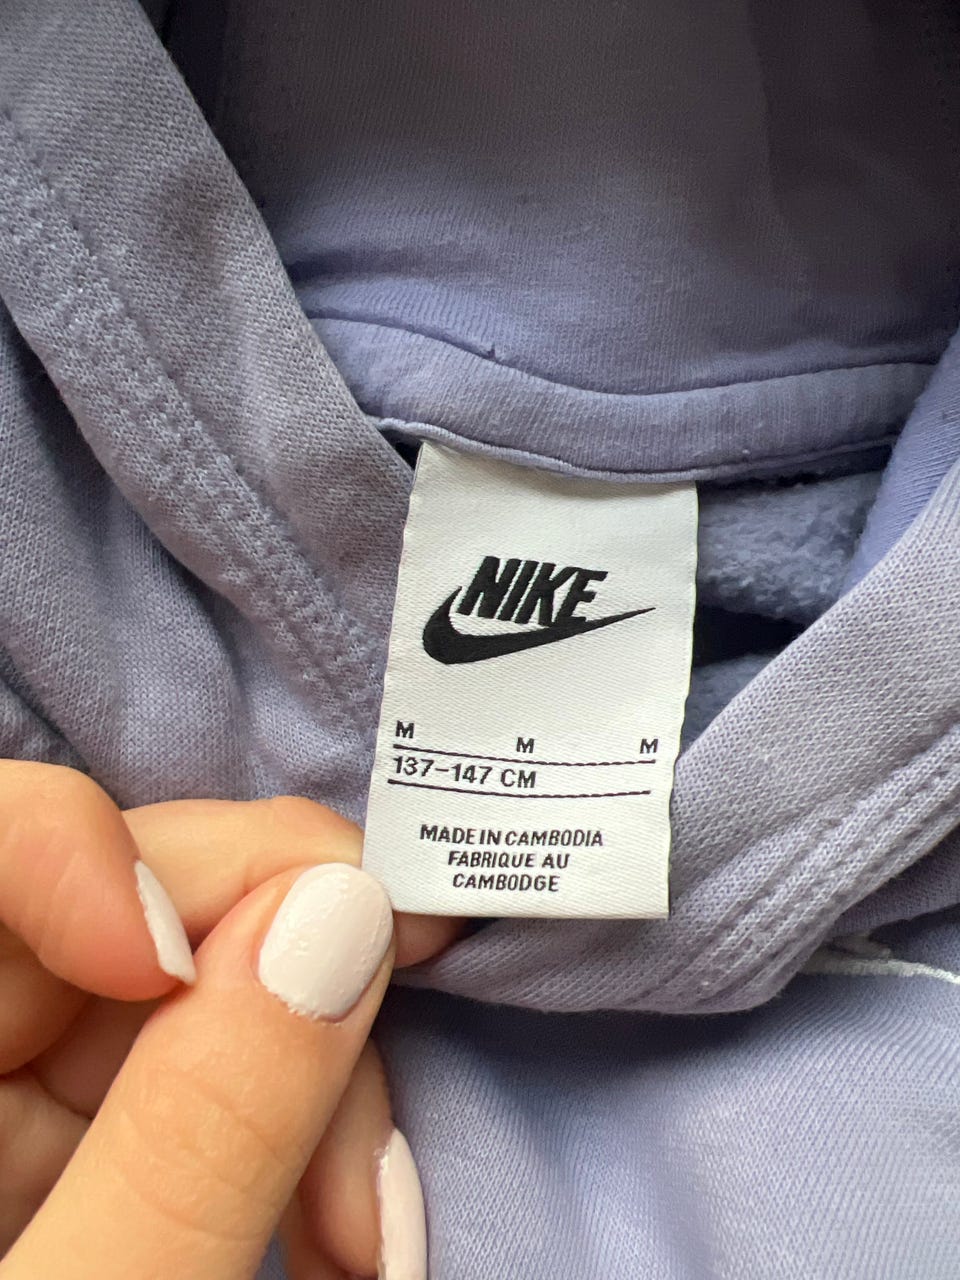 NIKE
M M M
137-147 CM
MADE IN CAMBODIA
FABRIQUE AU
CAMBODGE